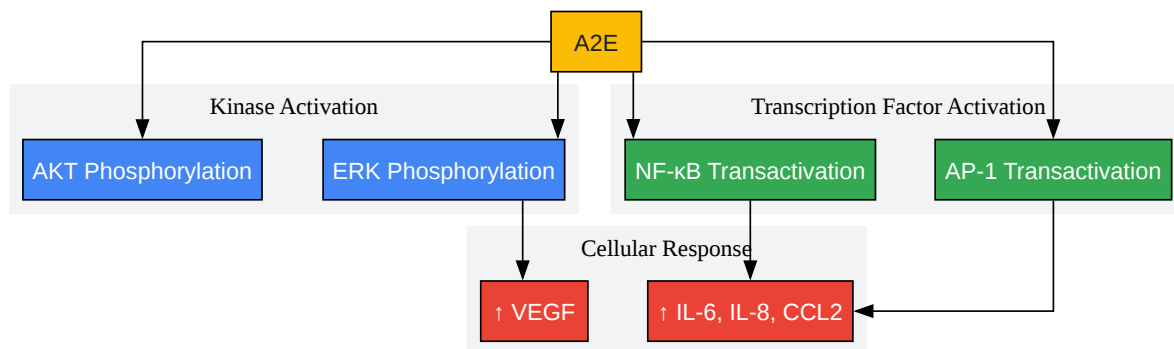 A2E
Kinase Activation
Transcription Factor Activation
AKT Phosphorylation
ERK Phosphorylation
NF-κB Transactivation
AP-1 Transactivation
Cellular Response
↑ VEGF
↑ IL-6, IL-8, CCL2